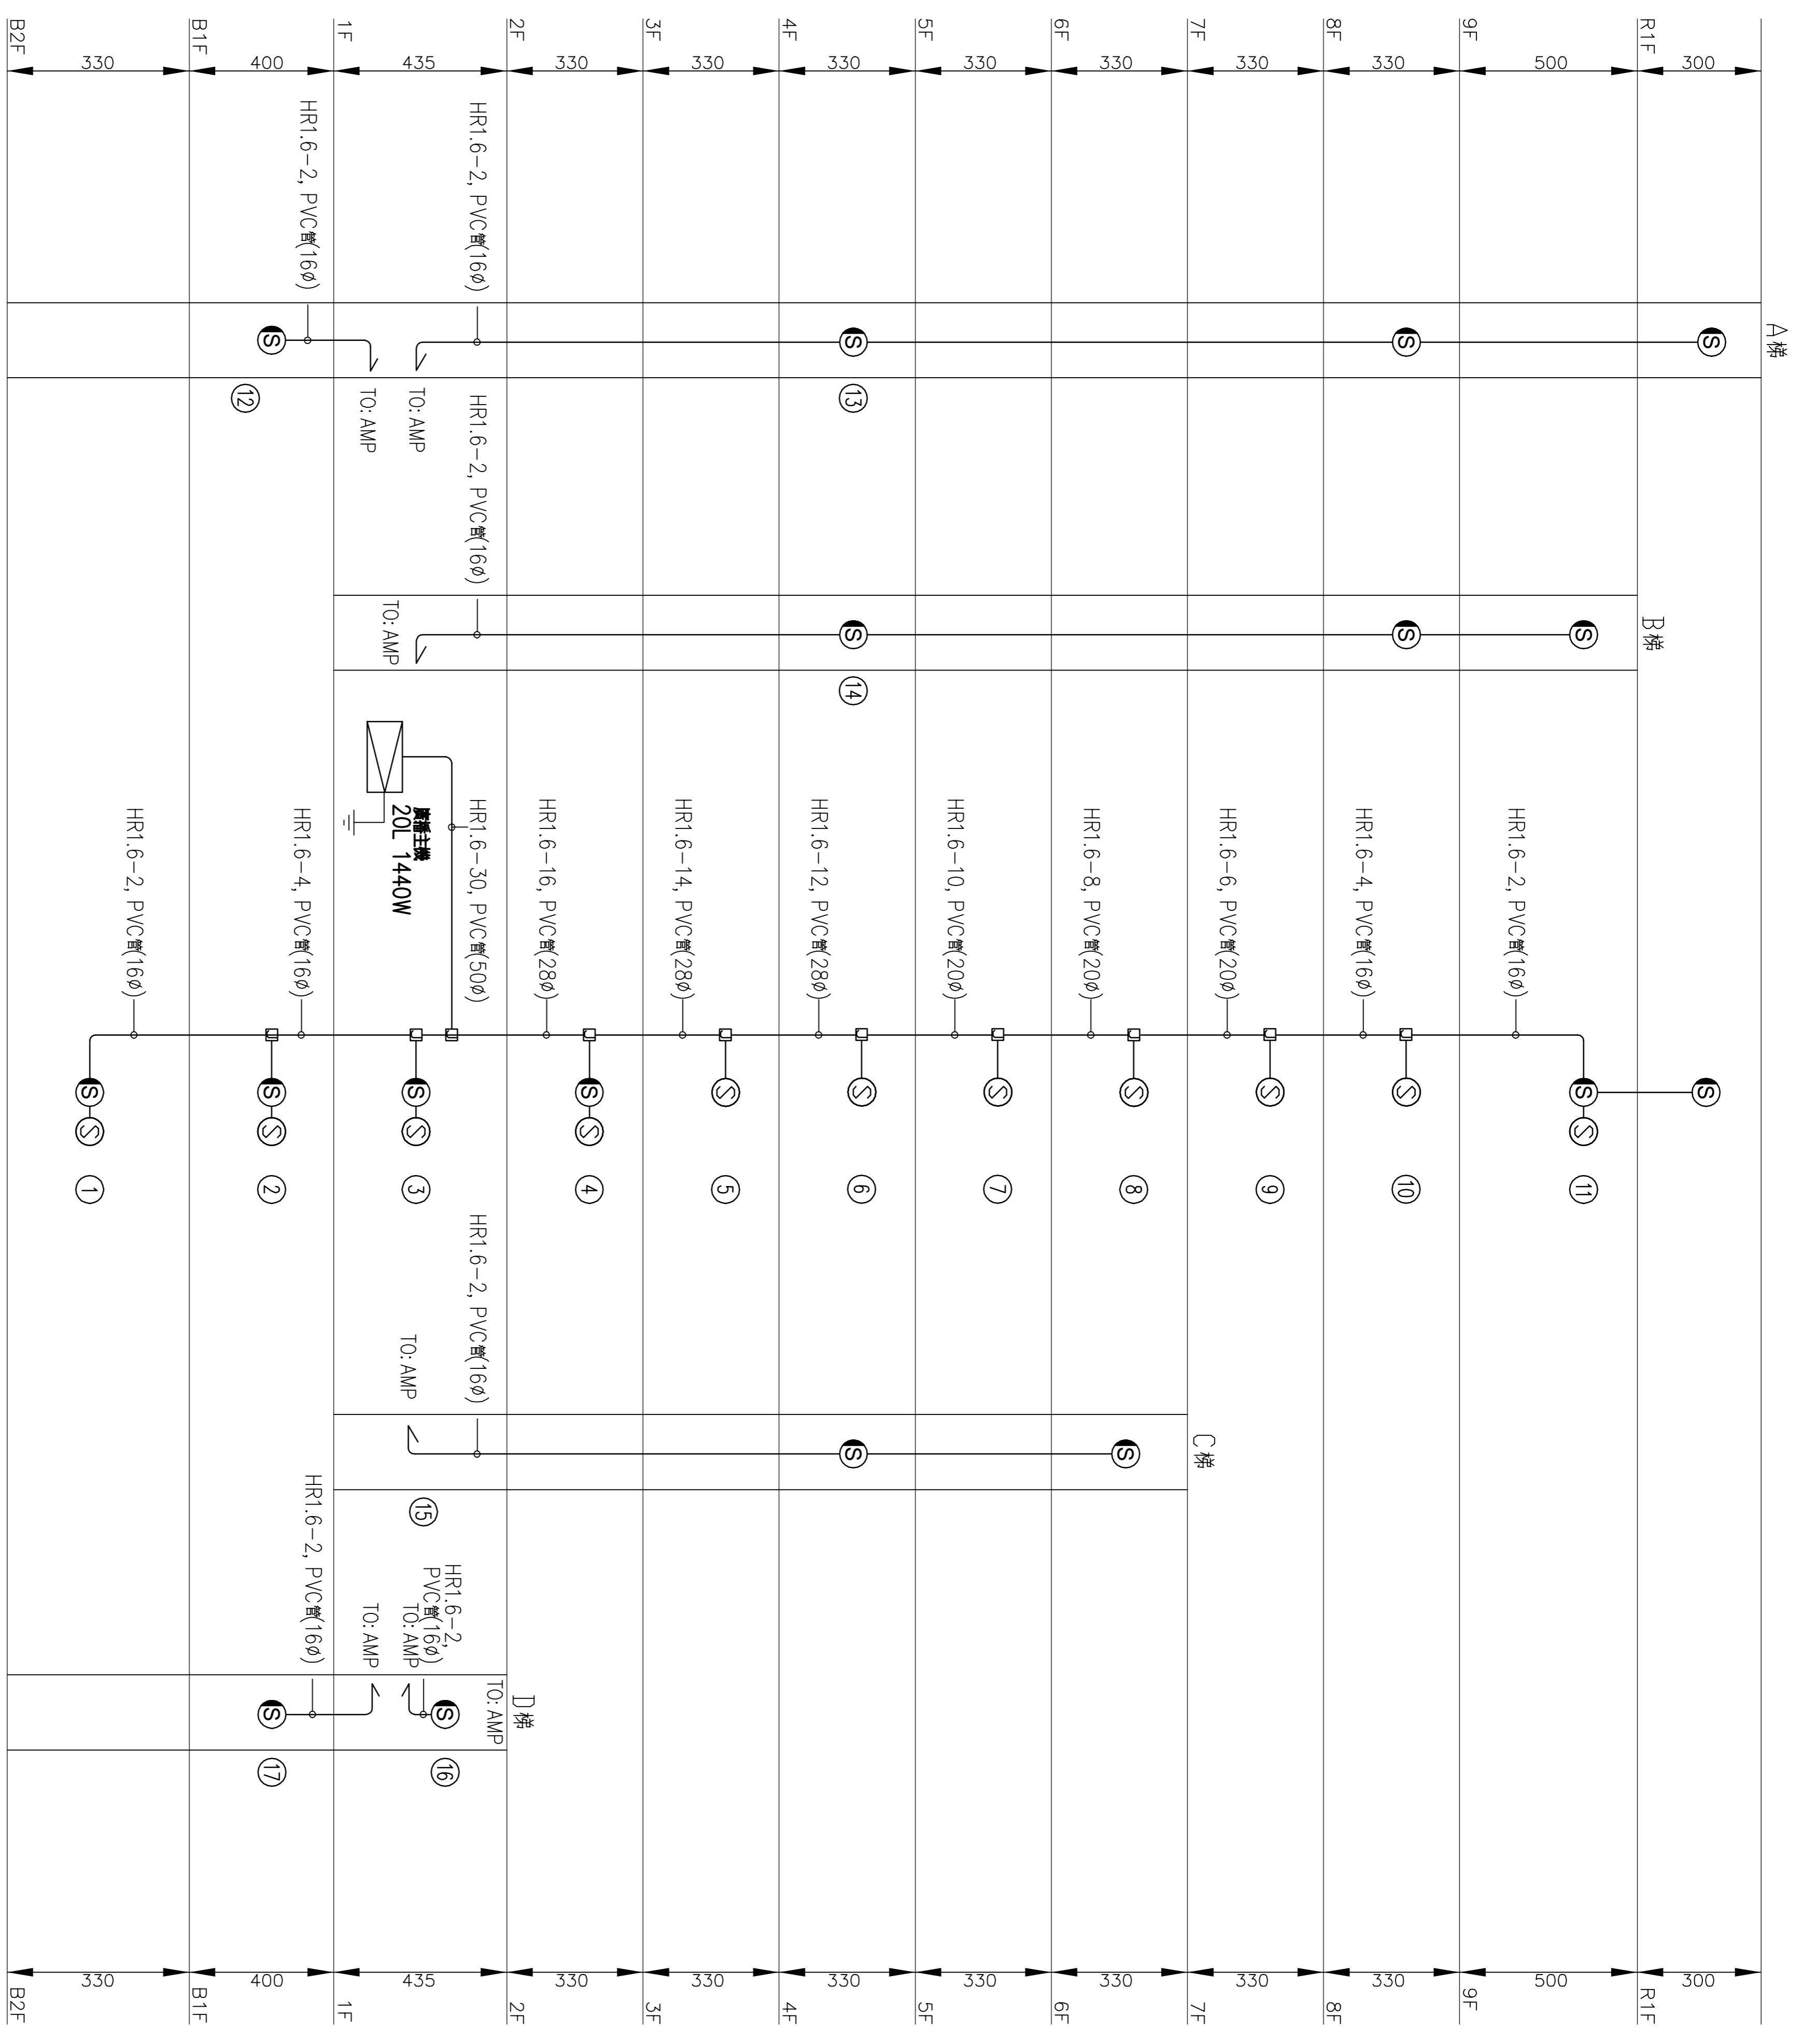 A梯
B梯
C梯
D梯
R1F
300
R1F
300
9F
500
9F
500
8F
330
8F
330
7F
330
7F
330
6F
330
6F
330
5F
330
5F
330
4F
330
4F
330
3F
330
3F
330
2F
330
2F
330
1F
435
1F
435
B1F
400
B1F
400
B2F
330
B2F
330
S
S
S
S
S
S
HR1.6-2, PVC管(16Ø)
11
HR1.6-4, PVC管(16Ø)
S
S
S
10
HR1.6-6, PVC管(20Ø)
S
9
HR1.6-8, PVC管(20Ø)
S
8
S
HR1.6-10, PVC管(20Ø)
S
7
HR1.6-12, PVC管(28Ø)
S
13
S
14
S
6
S
HR1.6-14, PVC管(28Ø)
S
5
HR1.6-16, PVC管(28Ø)
S
S
4
HR1.6-2, PVC管(16Ø)
HR1.6-2, PVC管(16Ø)
HR1.6-30, PVC管(50Ø)
HR1.6-2, PVC管(16Ø)
TO: AMP
TO: AMP
TO: AMP
廣播主機
20L 1440W
S
S
3
TO: AMP
15
HR1.6-2,
PVC管(16Ø)
TO: AMP
S
16
TO: AMP
TO: AMP
HR1.6-2, PVC管(16Ø)
HR1.6-4, PVC管(16Ø)
HR1.6-2, PVC管(16Ø)
S
12
S
S
2
S
17
HR1.6-2, PVC管(16Ø)
S
S
1